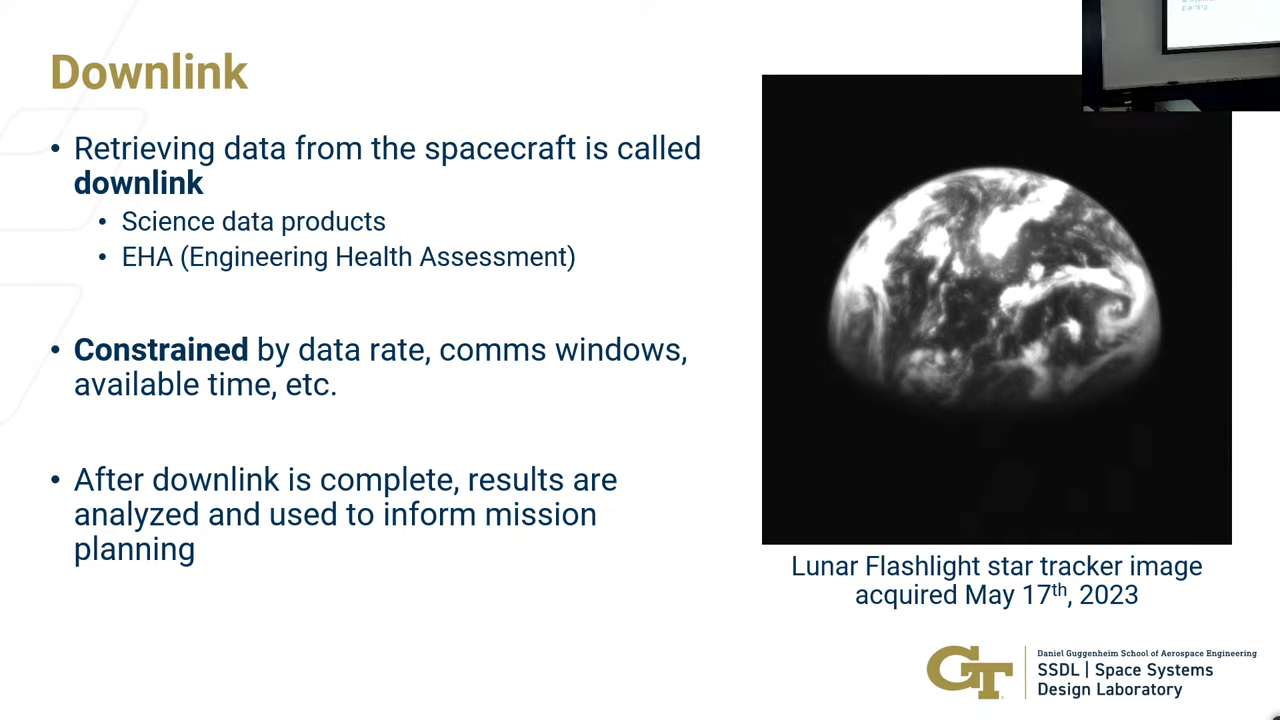 Downlink
• Retrieving data from the spacecraft is called
downlink
• Science data products
• EHA (Engineering Health Assessment)
• Constrained by data rate, comms windows,
available time, etc.
• After downlink is complete, results are
analyzed and used to inform mission
planning
Lunar Flashlight star tracker image
acquired May 17th, 2023
GT
Daniel Guggenheim School of Aerospace Engineering
SSDL | Space Systems
Design Laboratory
planning